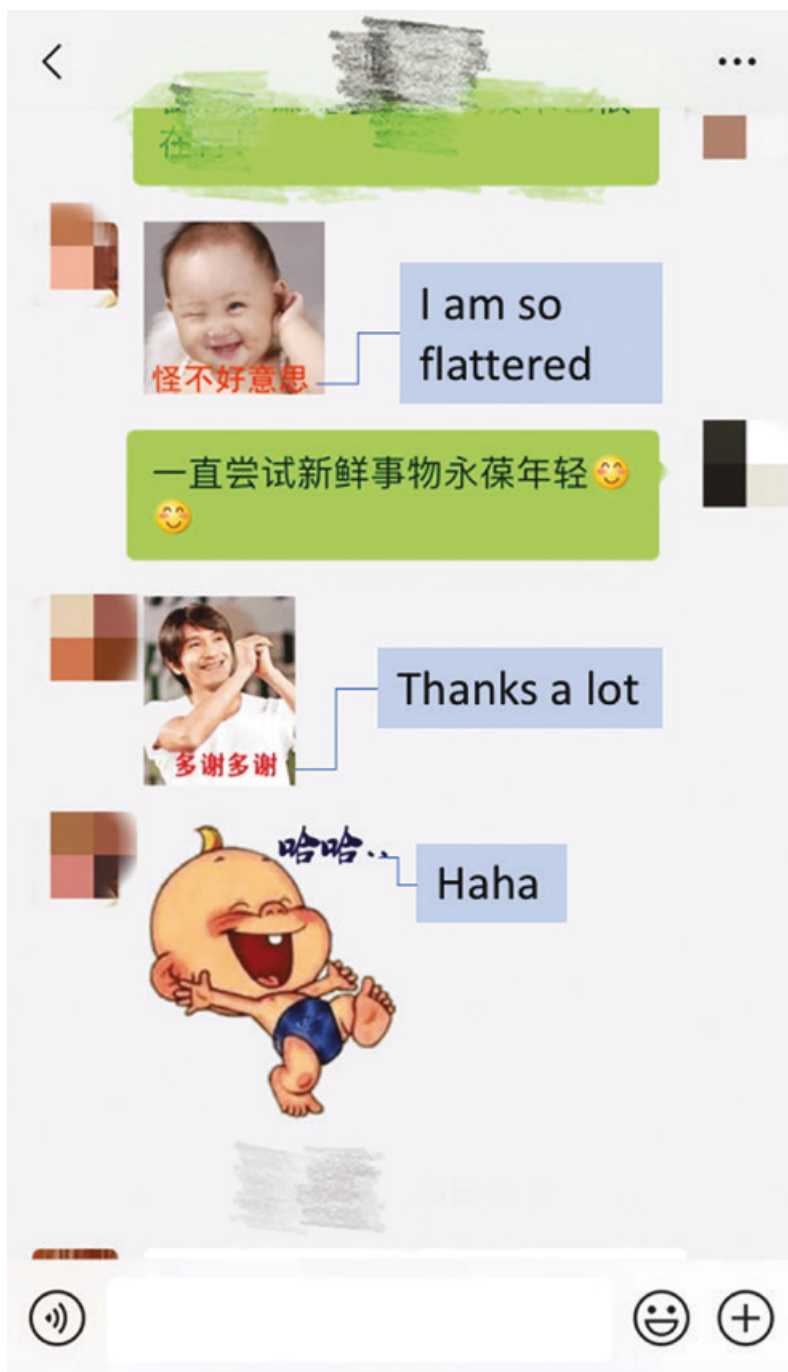 在
怪不好意思
I am so
flattered
一直尝试新鲜事物永葆年轻😊
😊
多谢多谢
Thanks a lot
哈哈..
Haha